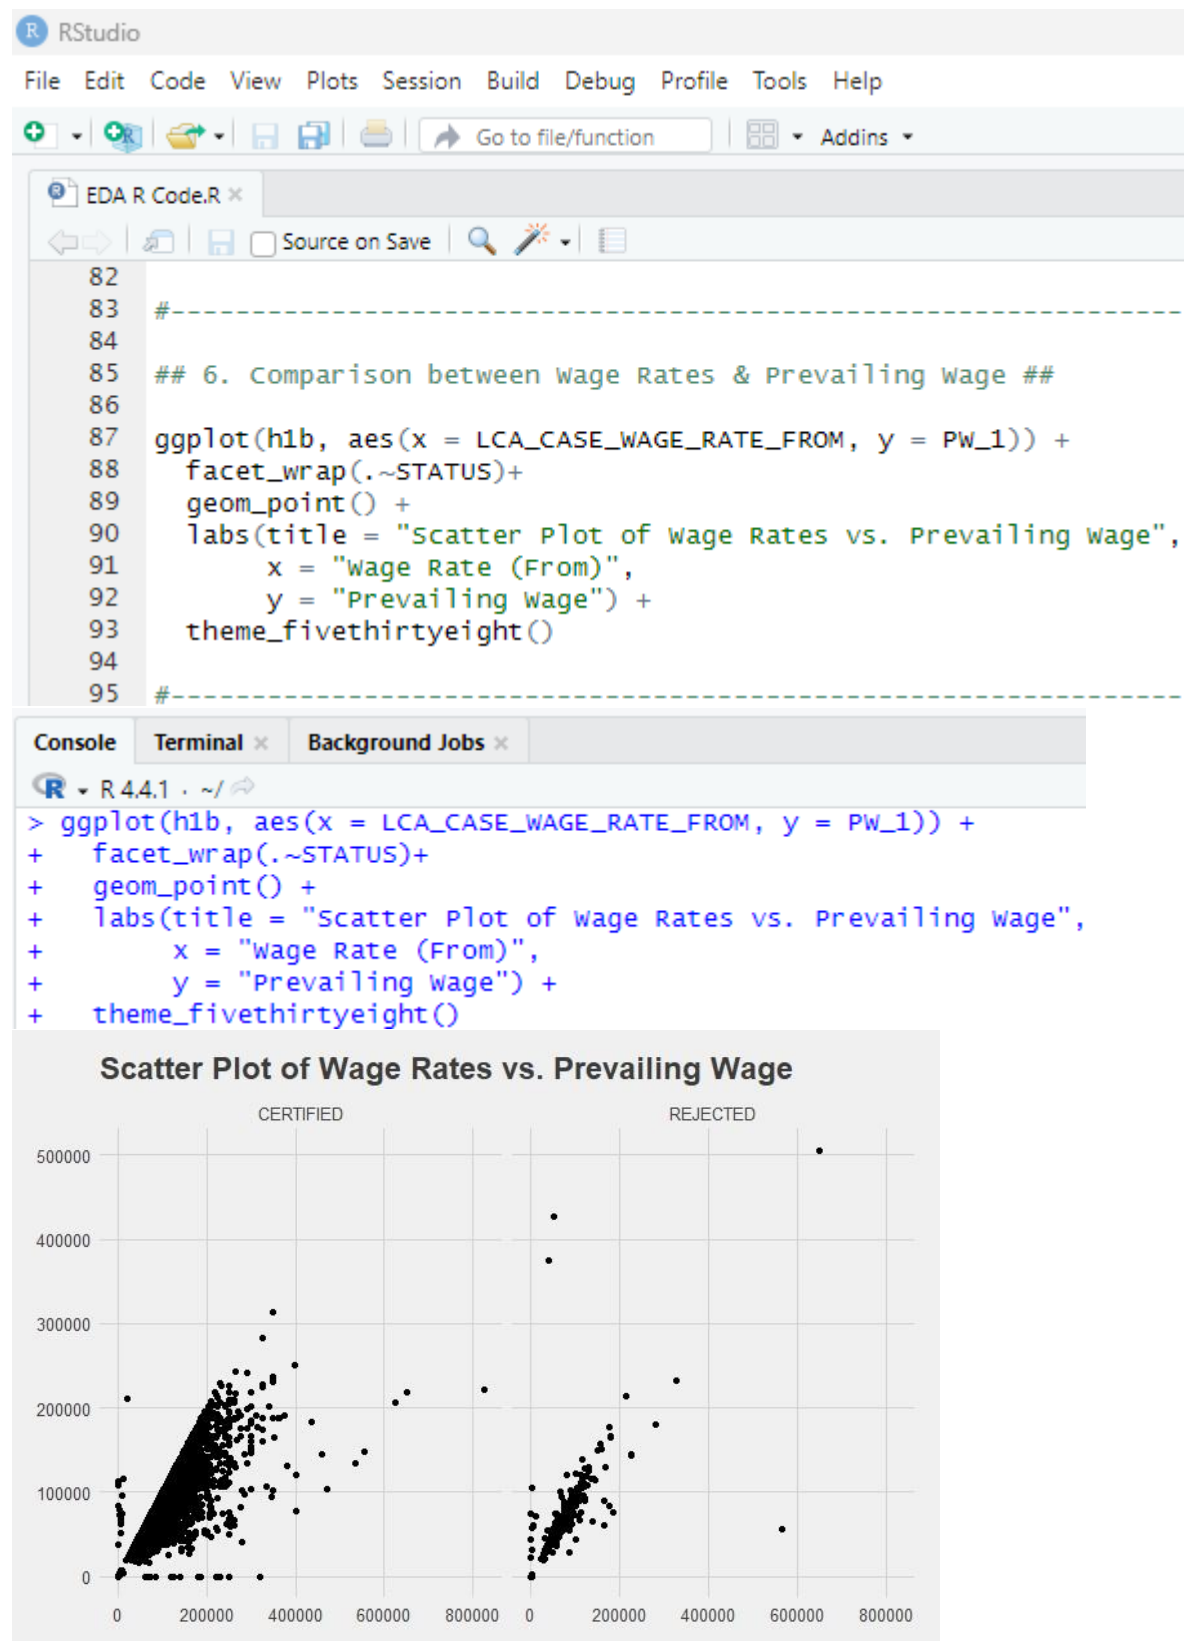 RStudio
File Edit Code View Plots Session Build Debug Profile Tools Help
Go to file/function Addins
EDA R Code.R
Source on Save
82
83 #----------------------------------------------------------------
84
85 ## 6. Comparison between Wage Rates & Prevailing Wage ##
86
87 ggplot(h1b, aes(x = LCA_CASE_WAGE_RATE_FROM, y = PW_1)) +
88   facet_wrap(.~STATUS)+
89   geom_point() +
90   labs(title = "Scatter Plot of Wage Rates vs. Prevailing Wage",
91        x = "Wage Rate (From)",
92        y = "Prevailing Wage") +
93   theme_fivethirtyeight()
94
95 #----------------------------------------------------------------
Console Terminal Background Jobs
R 4.4.1 · ~/
> ggplot(h1b, aes(x = LCA_CASE_WAGE_RATE_FROM, y = PW_1)) +
+   facet_wrap(.~STATUS)+
+   geom_point() +
+   labs(title = "Scatter Plot of Wage Rates vs. Prevailing Wage",
+        x = "Wage Rate (From)",
+        y = "Prevailing Wage") +
+   theme_fivethirtyeight()
Scatter Plot of Wage Rates vs. Prevailing Wage
CERTIFIED REJECTED
500000
400000
300000
200000
100000
0
0 200000 400000 600000 800000 0 200000 400000 600000 800000